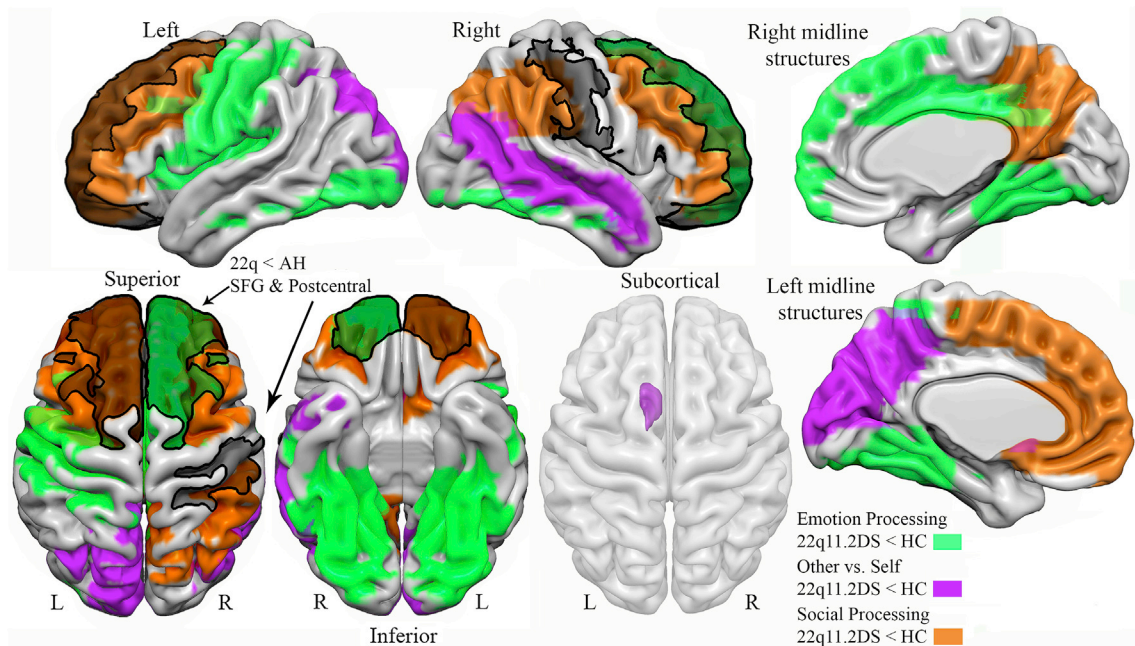 Left
Right
Right midline
structures
Superior
22q < AH
SFG & Postcentral
Subcortical
Left midline
structures
L
R
R
L
Inferior
L
R
Emotion Processing
22q11.2DS < HC
Other vs. Self
22q11.2DS < HC
Social Processing
22q11.2DS < HC